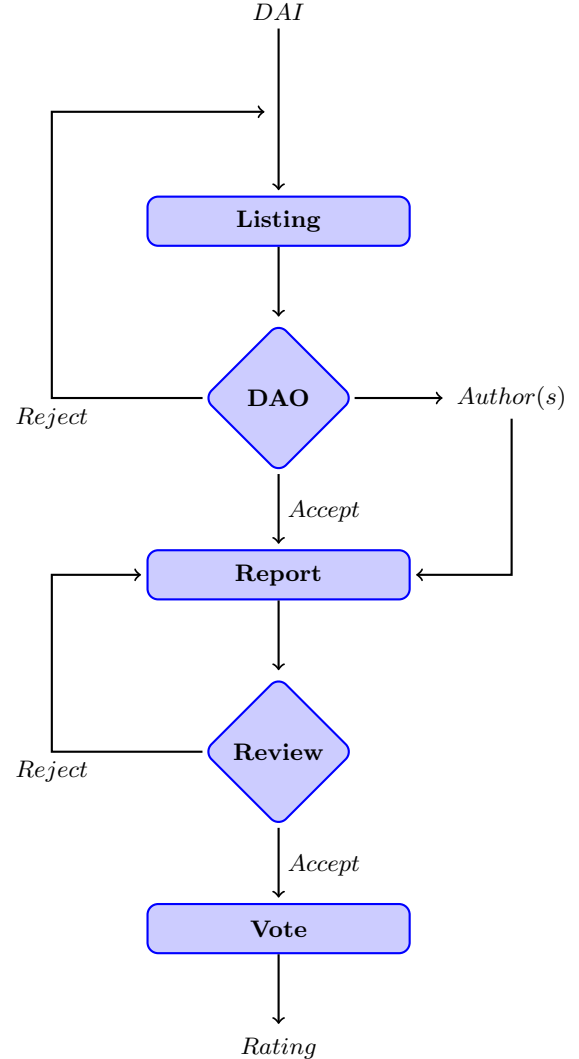 DAI
Listing
DAO
Author(s)
Reject
Accept
Report
Review
Reject
Accept
Vote
Rating